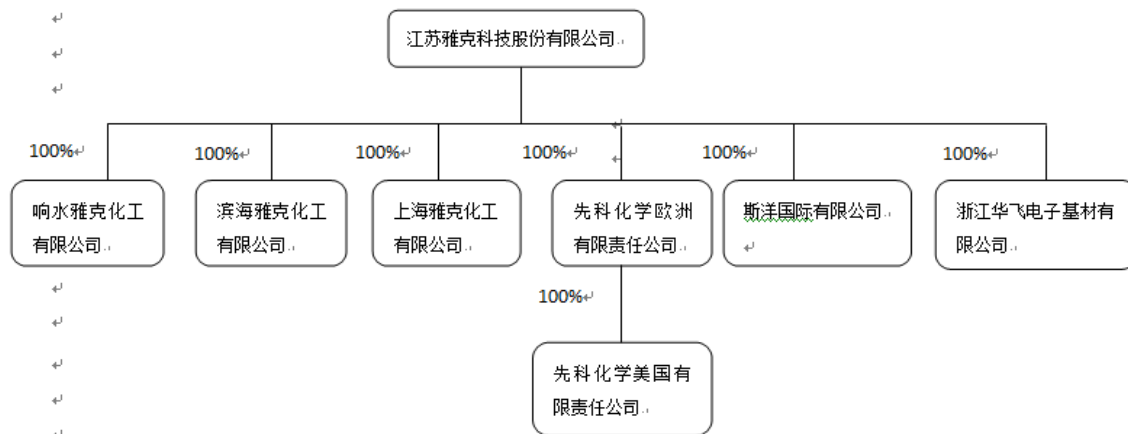 江苏雅克科技股份有限公司
100%
100%
100%
100%
100%
100%
响水雅克化工
有限公司
滨海雅克化工
有限公司
上海雅克化工
有限公司
先科化学欧洲
有限责任公司
斯洋国际有限公司
浙江华飞电子基材有
限公司
100%
先科化学美国有
限责任公司